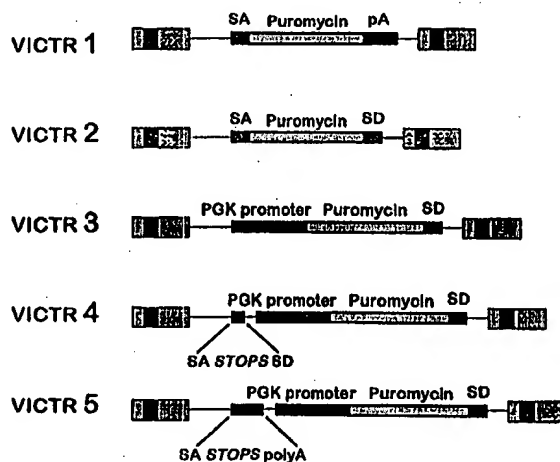 SA Puromycin pA
VICTR 1
SA Puromycin SD
VICTR 2
PGK promoter Puromycin SD
VICTR 3
PGK promoter Puromycin SD
VICTR 4
SA STOPS SD
PGK promoter Puromycin SD
VICTR 5
SA STOPS polyA